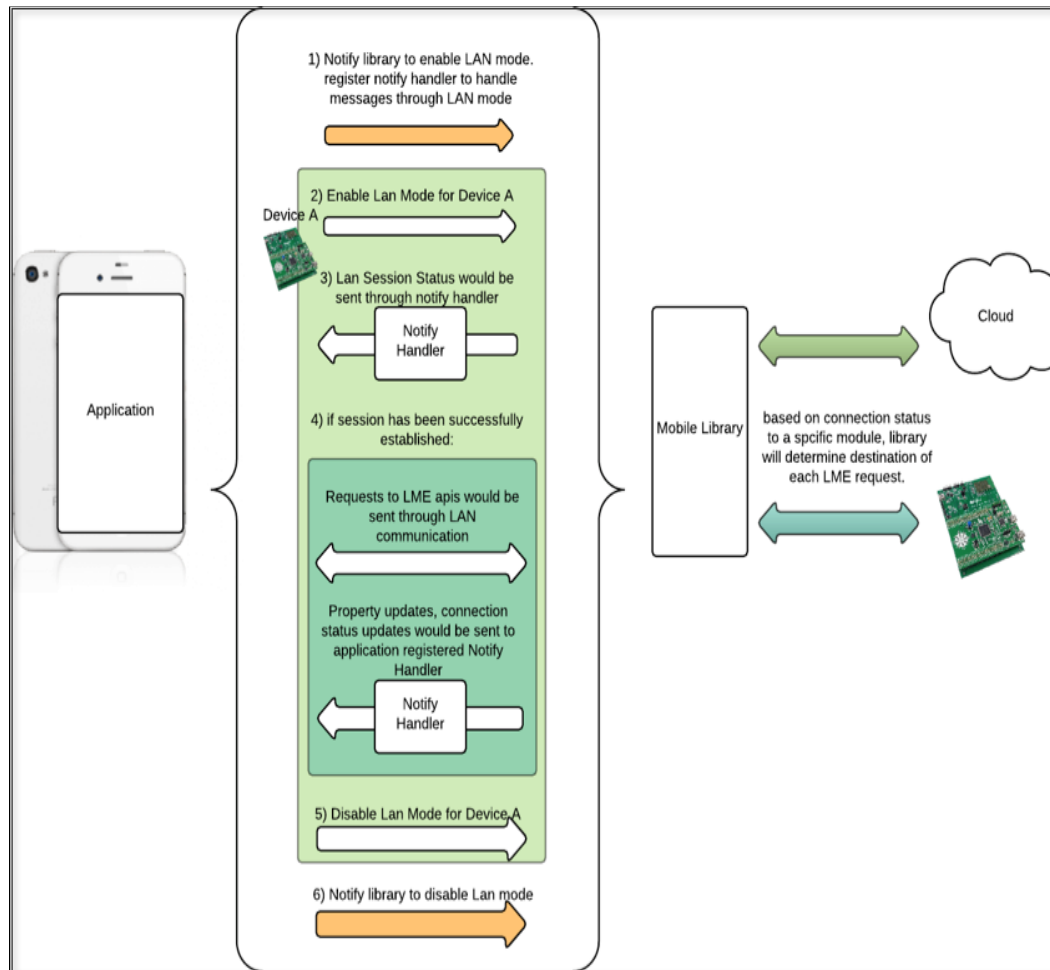 1) Notify library to enable LAN mode.
register notify handler to handle
messages through LAN mode
2) Enable Lan Mode for Device A
Device A
3) Lan Session Status would be
sent through notify handler
Notify
Handler
4) if session has been successfully
established:
Requests to LME apis would be
sent through LAN
communication
Property updates, connection
status updates would be sent to
application registered Notify
Handler
Notify
Handler
5) Disable Lan Mode for Device A
6) Notify library to disable Lan mode
Application
Mobile Library
Cloud
based on connection status
to a spcific module, library
will determine destination of
each LME request.